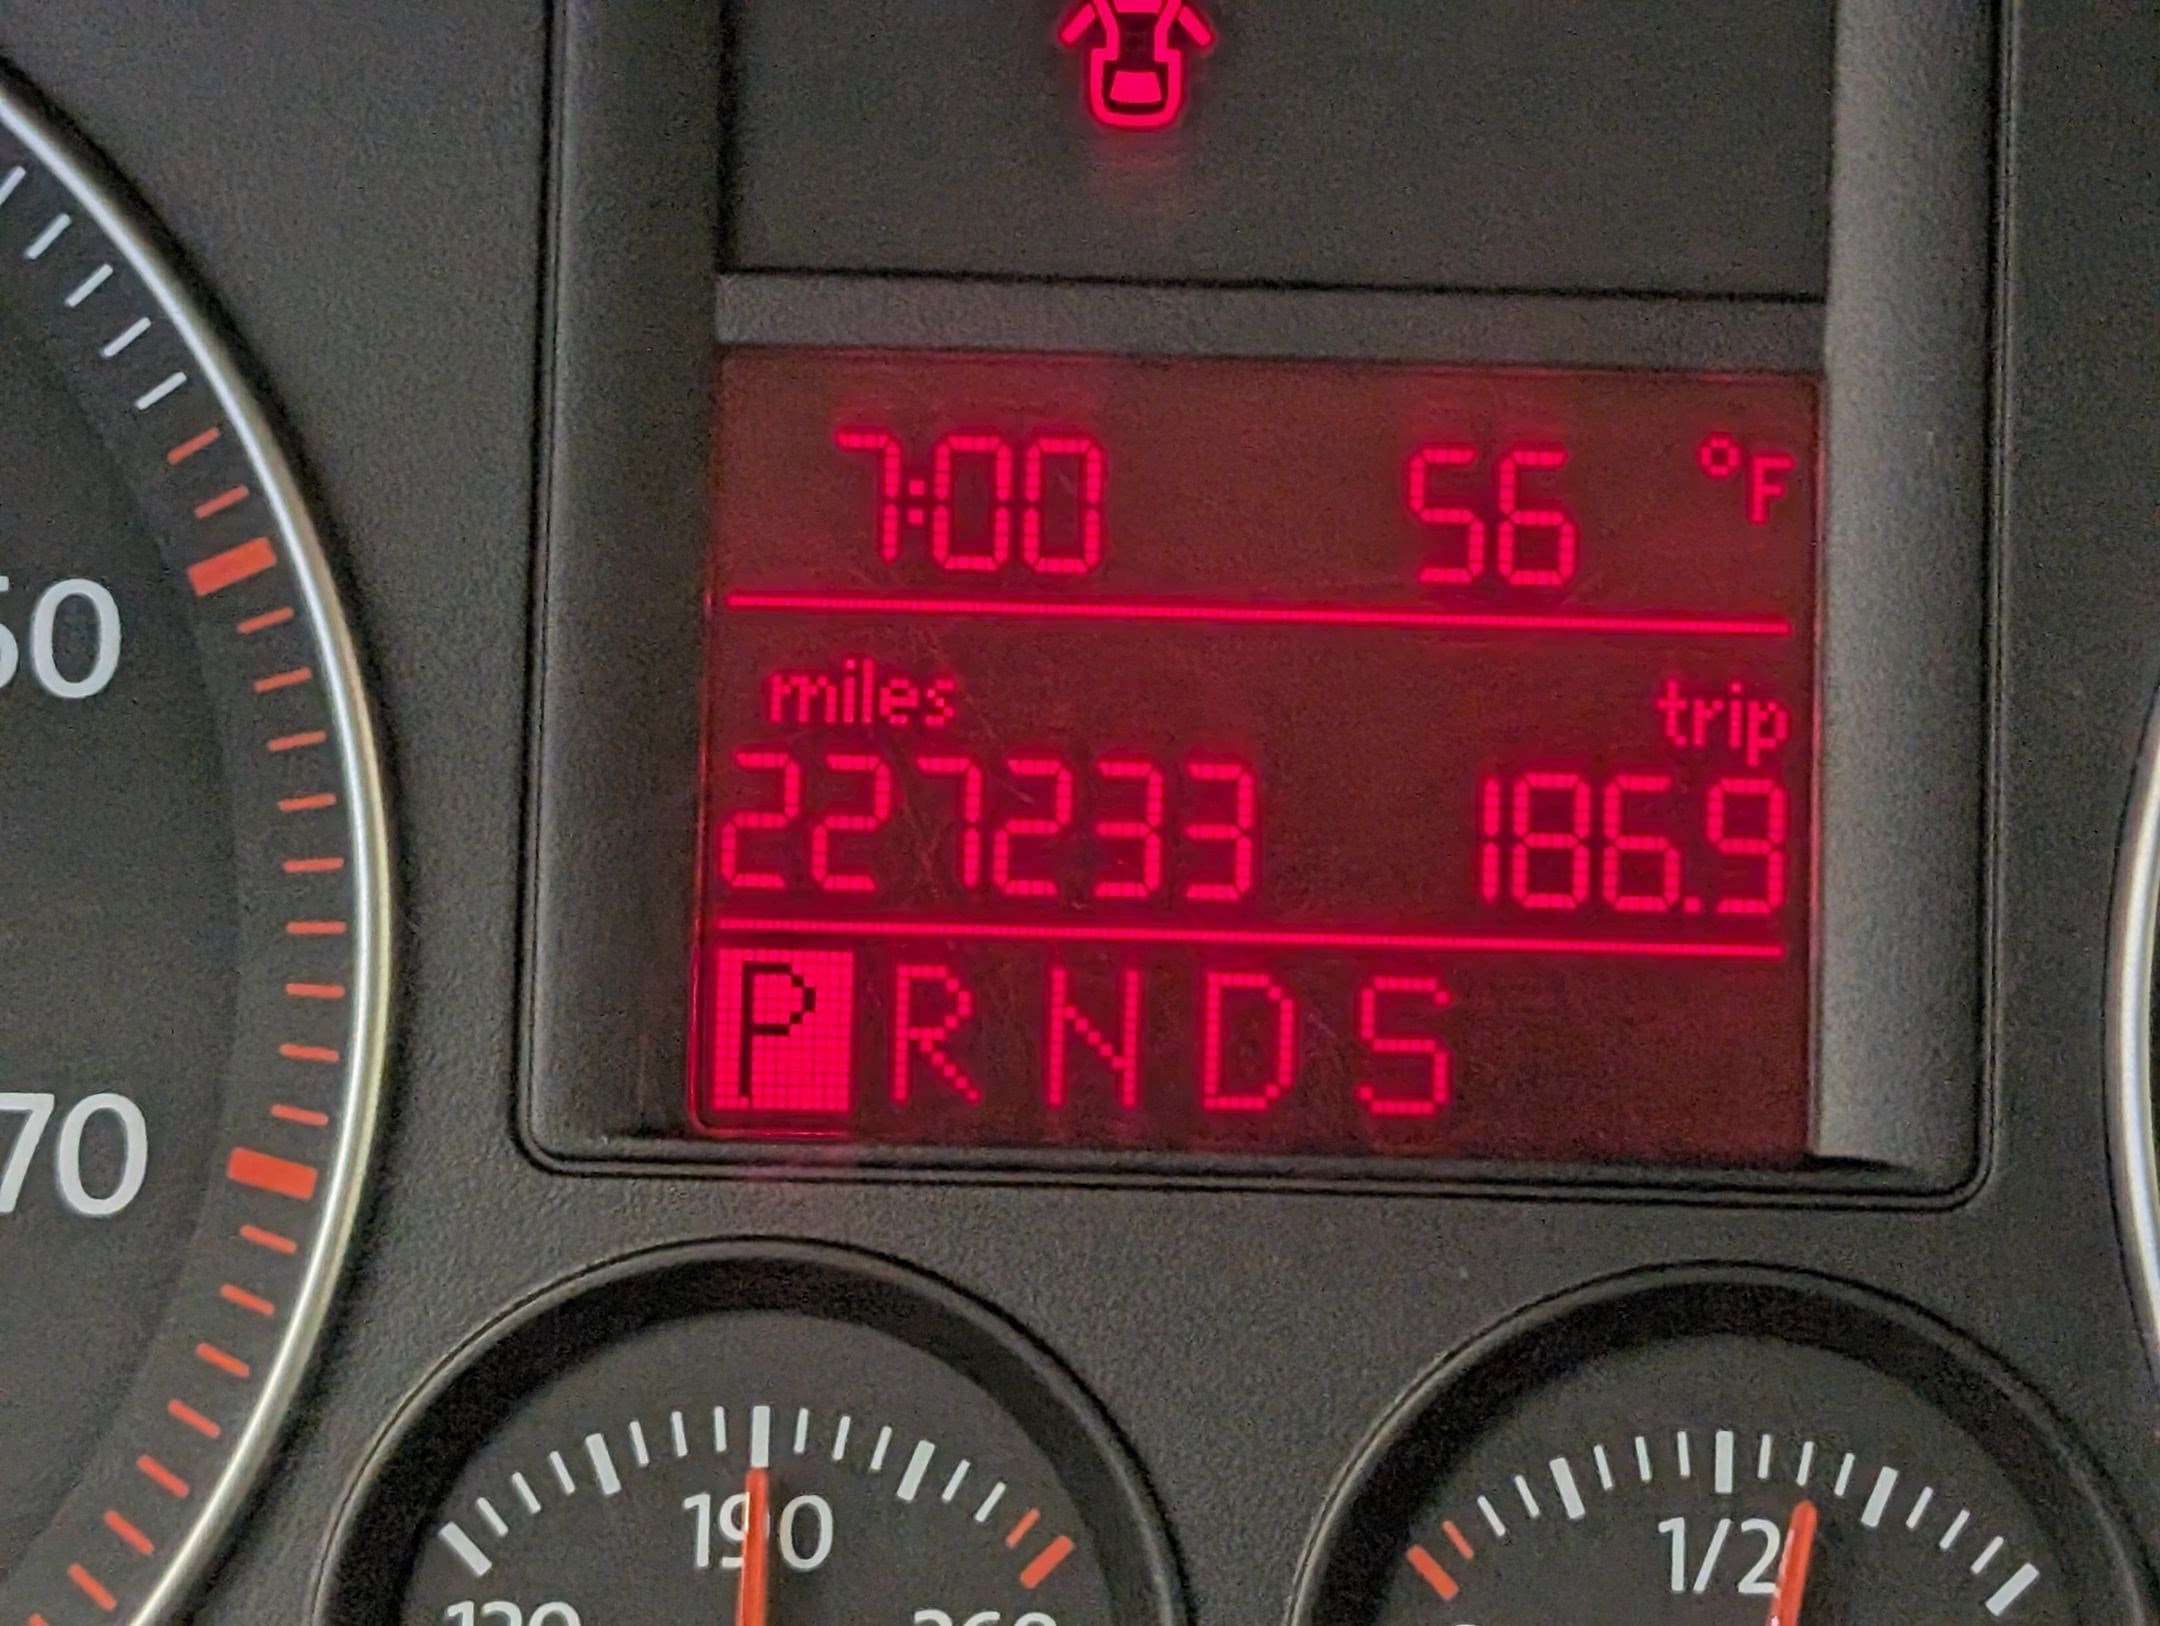 7:00 56 °F
miles trip
227233 186.9
P R N D S
50
70
190
1/2